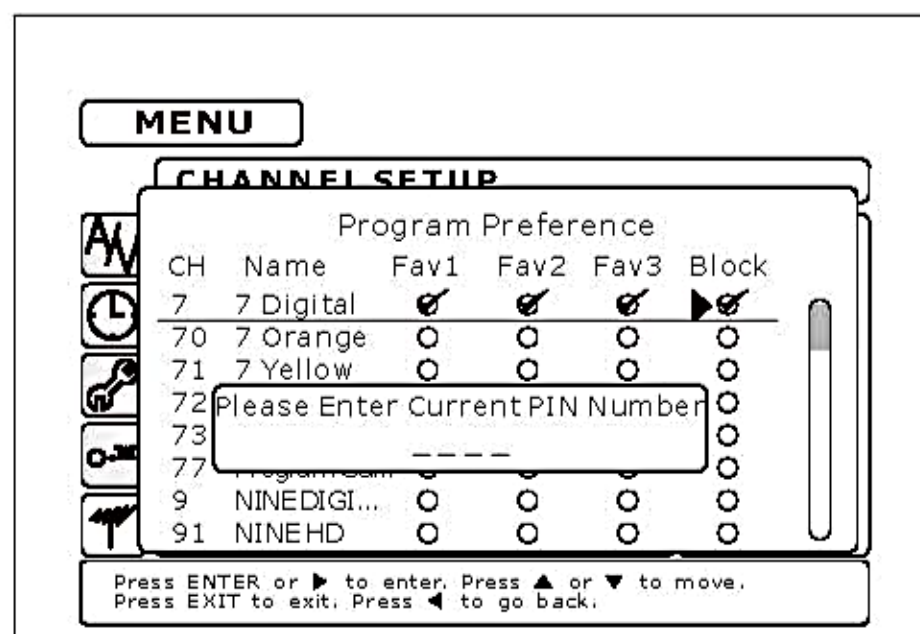 MENU
CHANNEL SETUP
Program Preference
CH Name Fav1 Fav2 Fav3 Block
7 7 Digital
70 7 Orange
71 7 Yellow
72
Please Enter Current PIN Number
73
_ _ _ _
77
9 NINEDIGI...
91 NINEHD
Press ENTER or ▶ to enter. Press ▲ or ▼ to move.
Press EXIT to exit. Press ◀ to go back.